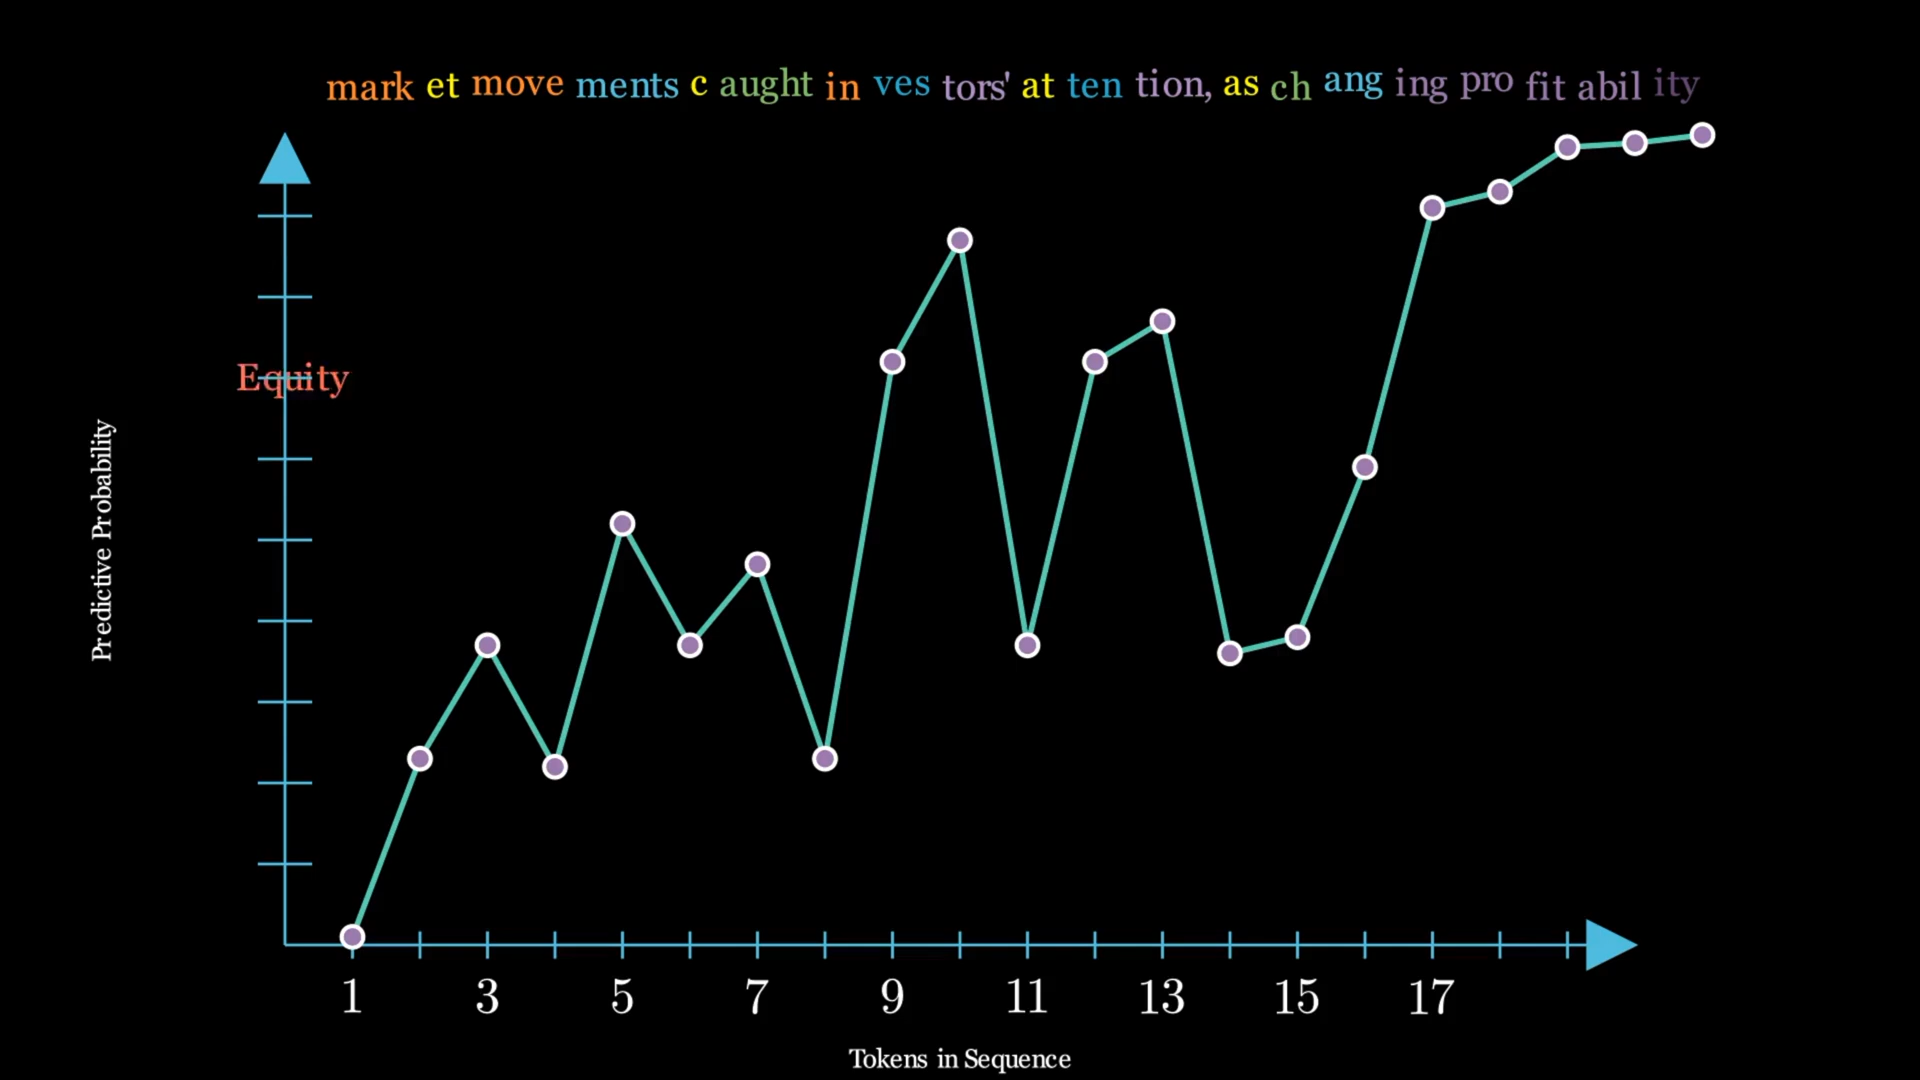 mark et move ments c aught in ves tors' at ten tion, as ch ang ing pro fit abil ity
Equity
Predictive Probability
1 3 5 7 9 11 13 15 17
Tokens in Sequence